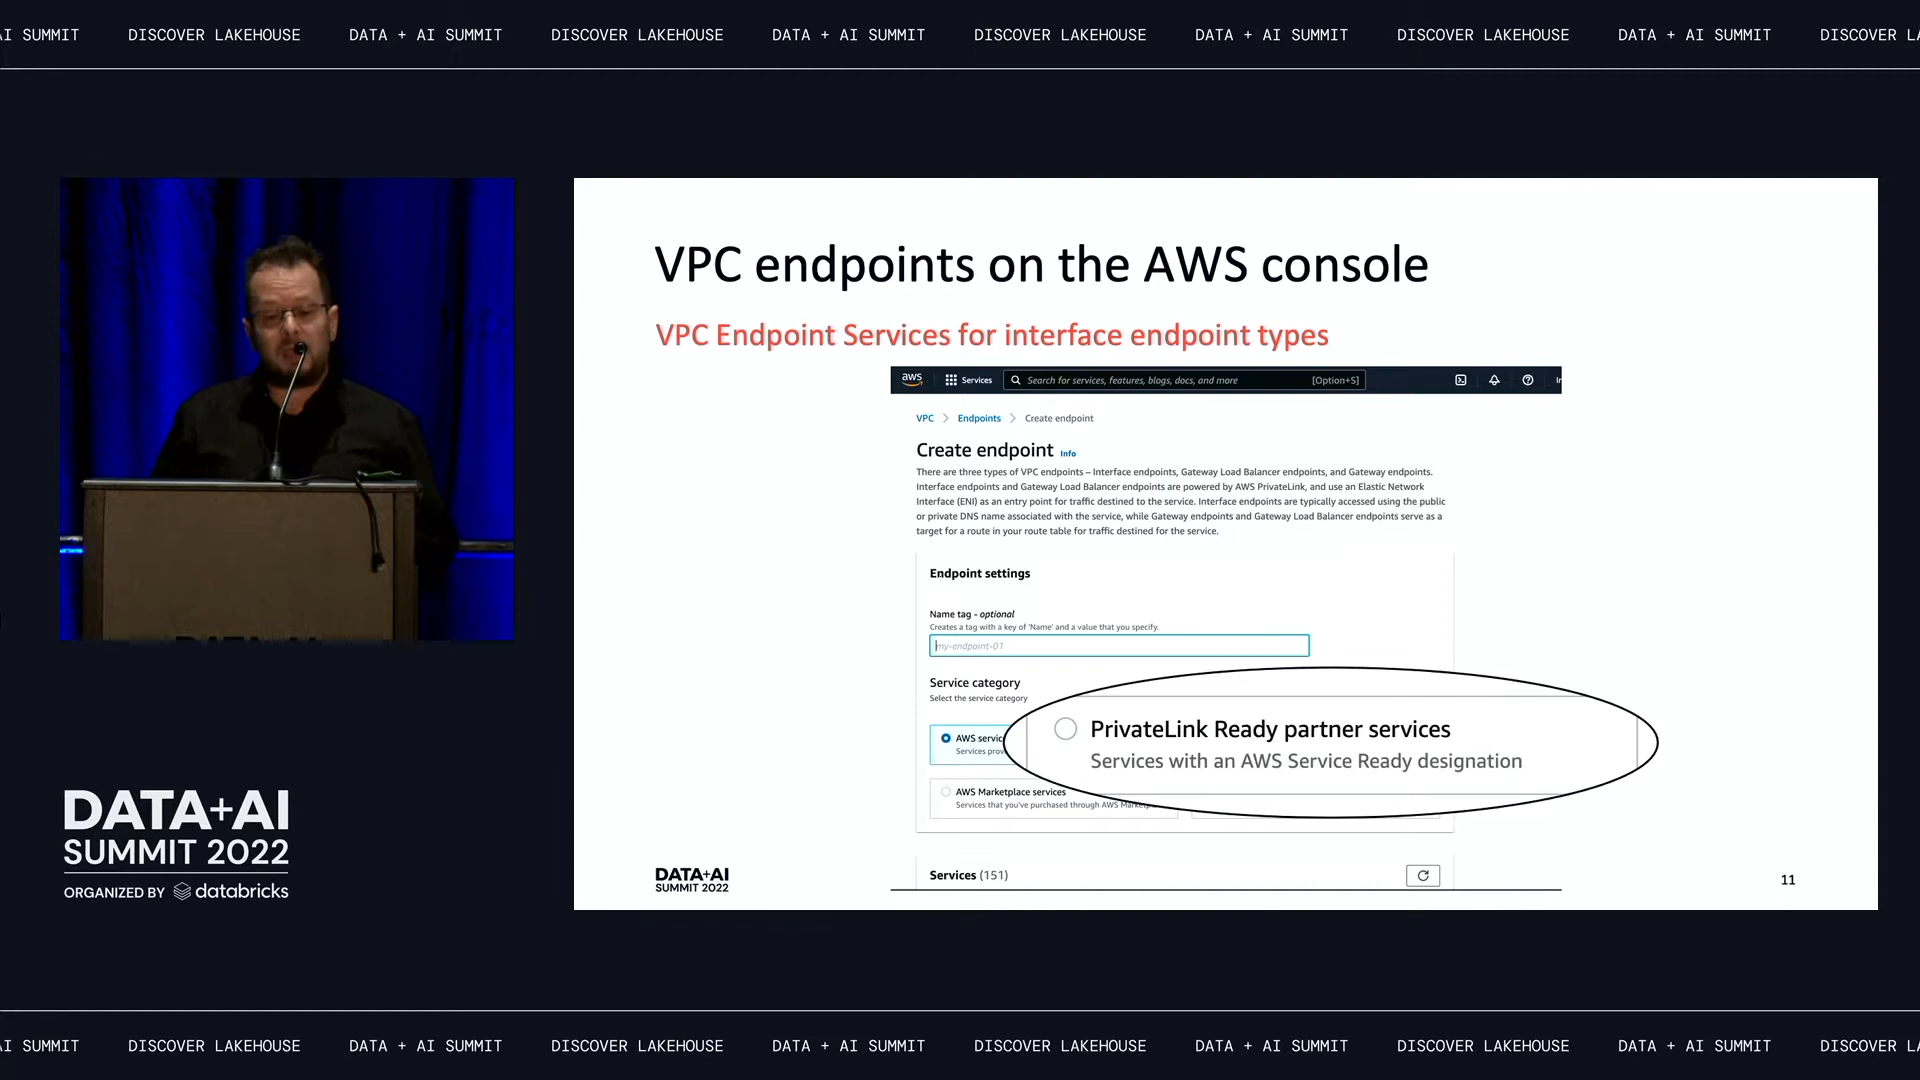 AI SUMMIT DISCOVER LAKEHOUSE DATA + AI SUMMIT DISCOVER LAKEHOUSE DATA + AI SUMMIT DISCOVER LAKEHOUSE DATA + AI SUMMIT DISCOVER LAKEHOUSE DATA + AI SUMMIT DISCOVER
VPC endpoints on the AWS console
VPC Endpoint Services for interface endpoint types
aws Services Search for services, features, blogs, docs, and more [Option+S]
VPC > Endpoints > Create endpoint
Create endpoint Info
There are three types of VPC endpoints – Interface endpoints, Gateway Load Balancer endpoints, and Gateway endpoints.
Interface endpoints and Gateway Load Balancer endpoints are powered by AWS PrivateLink, and use an Elastic Network
Interface (ENI) as an entry point for traffic destined to the service. Interface endpoints are typically accessed using the public
or private DNS name associated with the service, while Gateway endpoints and Gateway Load Balancer endpoints serve as a
target for a route in your route table for traffic destined for the service.
Endpoint settings
Name tag - optional
Creates a tag with a key of 'Name' and a value that you specify.
my-endpoint-01
Service category
Select the service category
AWS servic
Services prov
PrivateLink Ready partner services
Services with an AWS Service Ready designation
AWS Marketplace services
Services that you've purchased through AWS
Services (151)
DATA+AI
SUMMIT 2022
11
DATA+AI
SUMMIT 2022
ORGANIZED BY databricks
AI SUMMIT DISCOVER LAKEHOUSE DATA + AI SUMMIT DISCOVER LAKEHOUSE DATA + AI SUMMIT DISCOVER LAKEHOUSE DATA + AI SUMMIT DISCOVER LAKEHOUSE DATA + AI SUMMIT DISCOVER